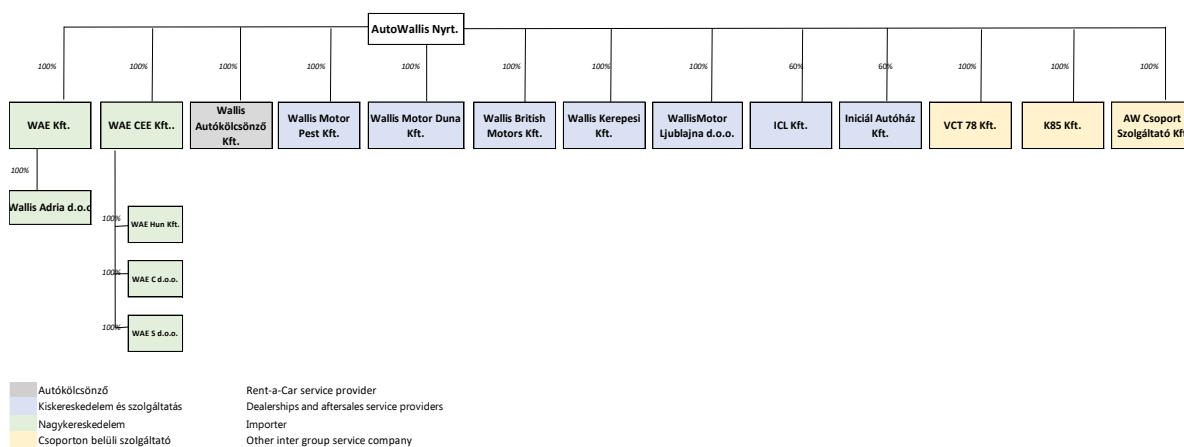 AutoWallis Nyrt.
100% 100% 100% 100% 100% 100% 100% 100% 60% 60% 100% 100% 100%
WAE Kft.
WAE CEE Kft..
Wallis
Autókölcsönző
Kft.
Wallis Motor
Pest Kft.
Wallis Motor Duna
Kft.
Wallis British
Motors Kft.
Wallis Kerepesi
Kft.
WallisMotor
Ljublajna d.o.o.
ICL Kft.
Iniciál Autóház
Kft.
VCT 78 Kft.
K85 Kft.
AW Csoport
Szolgáltató Kft
100%
Wallis Adria d.o.o
100%
WAE Hun Kft.
100%
WAE C d.o.o.
100%
WAE S d.o.o.
Autókölcsönző Rent-a-Car service provider
Kiskereskedelem és szolgáltatás Dealerships and aftersales service providers
Nagykereskedelem Importer
Csoporton belüli szolgáltató Other inter group service company